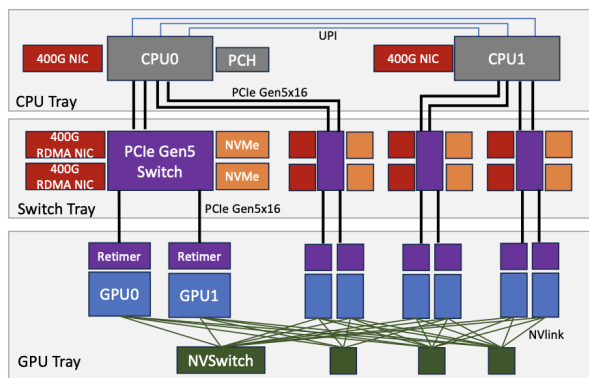 UPI
400G NIC
CPU0
PCH
400G NIC
CPU1
PCIe Gen5x16
CPU Tray
400G
RDMA NIC
400G
RDMA NIC
PCIe Gen5
Switch
NVMe
NVMe
PCIe Gen5x16
Switch Tray
Retimer
Retimer
GPU0
GPU1
NVlink
NVSwitch
GPU Tray